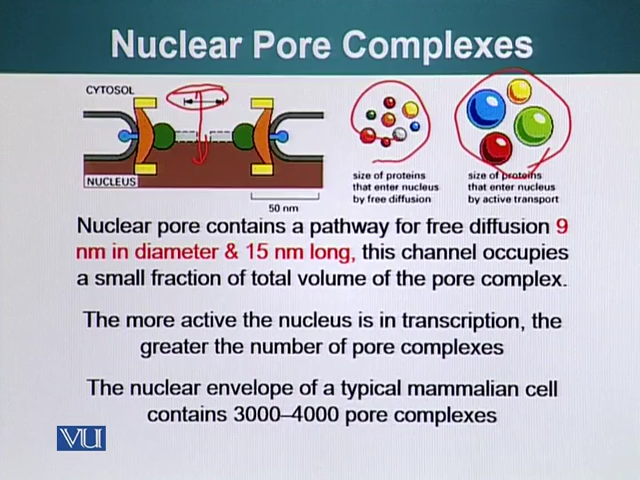 Nuclear Pore Complexes
CYTOSOL
NUCLEUS
50 nm
size of proteins
that enter nucleus
by free diffusion
size of proteins
that enter nucleus
by active transport
Nuclear pore contains a pathway for free diffusion 9
nm in diameter & 15 nm long, this channel occupies
a small fraction of total volume of the pore complex.
The more active the nucleus is in transcription, the
greater the number of pore complexes
The nuclear envelope of a typical mammalian cell
contains 3000–4000 pore complexes
VU